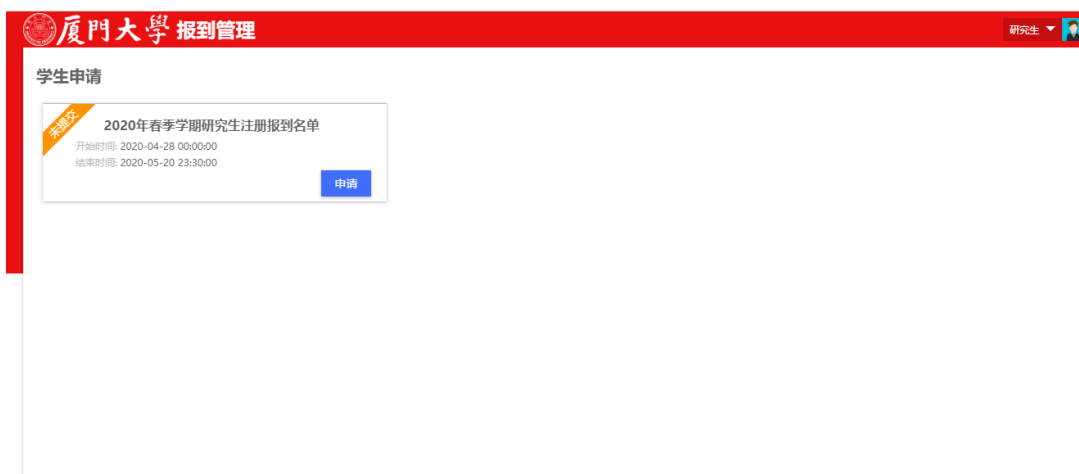 厦門大學 报到管理
研究生
学生申请
未提交
2020年春季学期研究生注册报到名单
开始时间: 2020-04-28 00:00:00
结束时间: 2020-05-20 23:30:00
申请